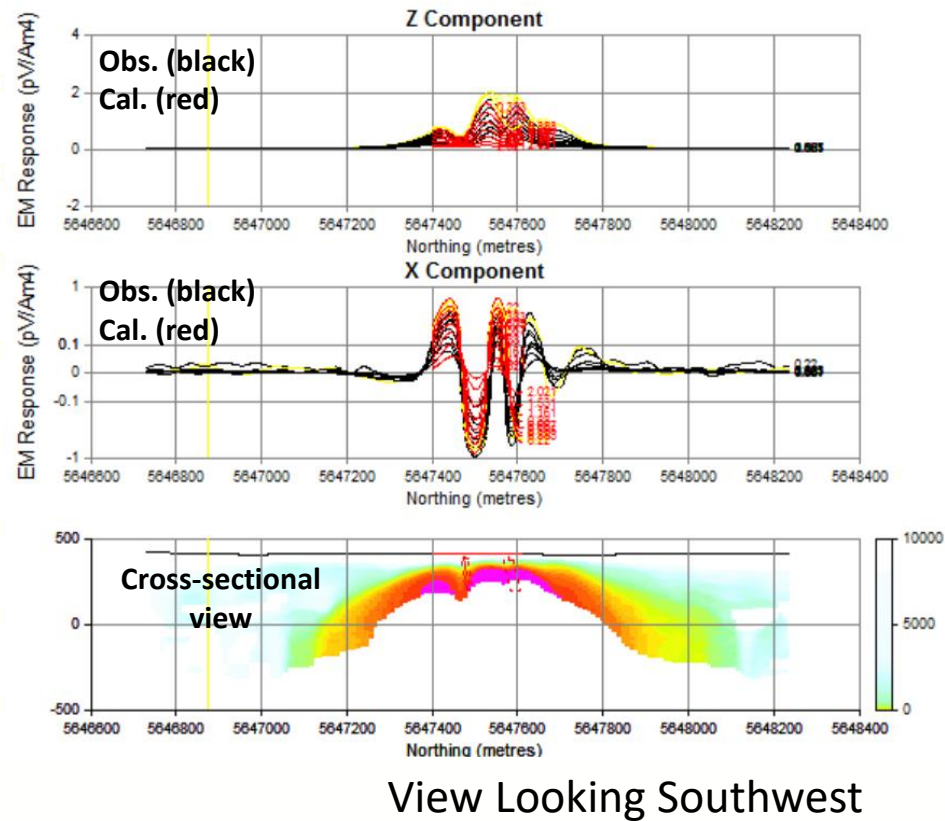 Z Component
4
Obs. (black)
Cal. (red)
2
0
-2
EM Response (pV/Am4)
5646600 5646800 5647000 5647200 5647400 5647600 5647800 5648000 5648200 5648400
Northing (metres)
X Component
1
Obs. (black)
Cal. (red)
0.1
0
-0.1
-1
EM Response (pV/Am4)
0.22
2.021
5646600 5646800 5647000 5647200 5647400 5647600 5647800 5648000 5648200 5648400
Northing (metres)
500
Cross-sectional
view
0
-500
10000
5000
0
5646600 5646800 5647000 5647200 5647400 5647600 5647800 5648000 5648200 5648400
Northing (metres)
View Looking Southwest